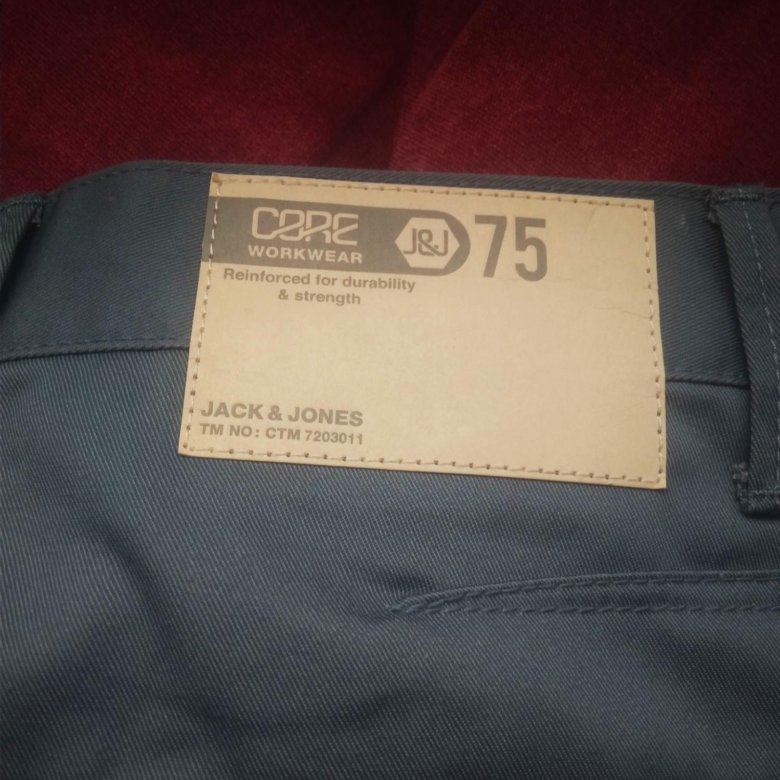 CORE
WORKWEAR
J&J
75
Reinforced for durability
& strength
JACK & JONES
TM NO: CTM 7203011